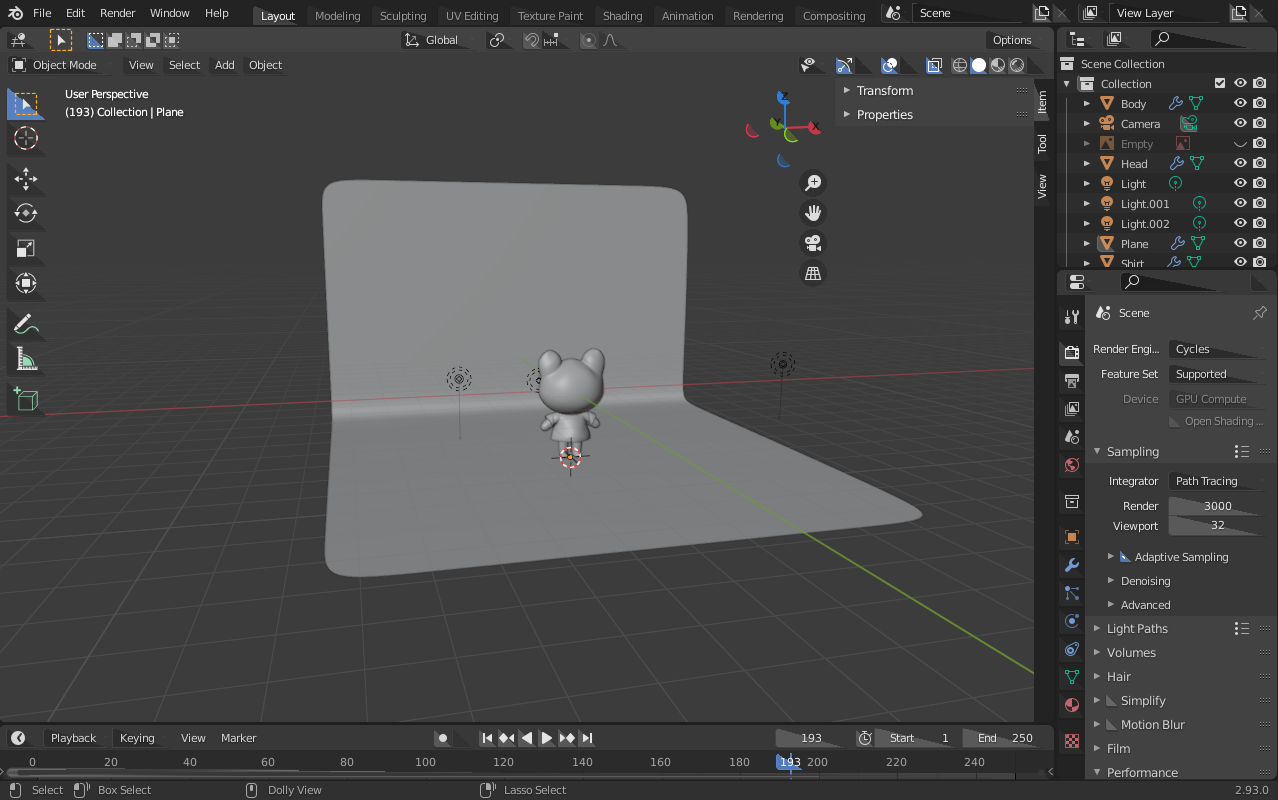 File Edit Render Window Help Layout Modeling Sculpting UV Editing Texture Paint Shading Animation Rendering Compositing Scene View Layer
Global Options
Object Mode View Select Add Object
Scene Collection
User Perspective
(193) Collection | Plane
Transform
Properties
Item
Tool
View
Collection
Body
Camera
Empty
Head
Light
Light.001
Light.002
Plane
Shirt
Scene
Render Engi... Cycles
Feature Set Supported
Device GPU Compute
Open Shading ...
Sampling
Integrator Path Tracing
Render 3000
Viewport 32
Adaptive Sampling
Denoising
Advanced
Light Paths
Volumes
Hair
Simplify
Motion Blur
Film
Performance
Playback Keying View Marker 193 Start 1 End 250
0 20 40 60 80 100 120 140 160 180 193 200 220 240
Select Box Select Dolly View Lasso Select 2.93.0
X
Y
Z